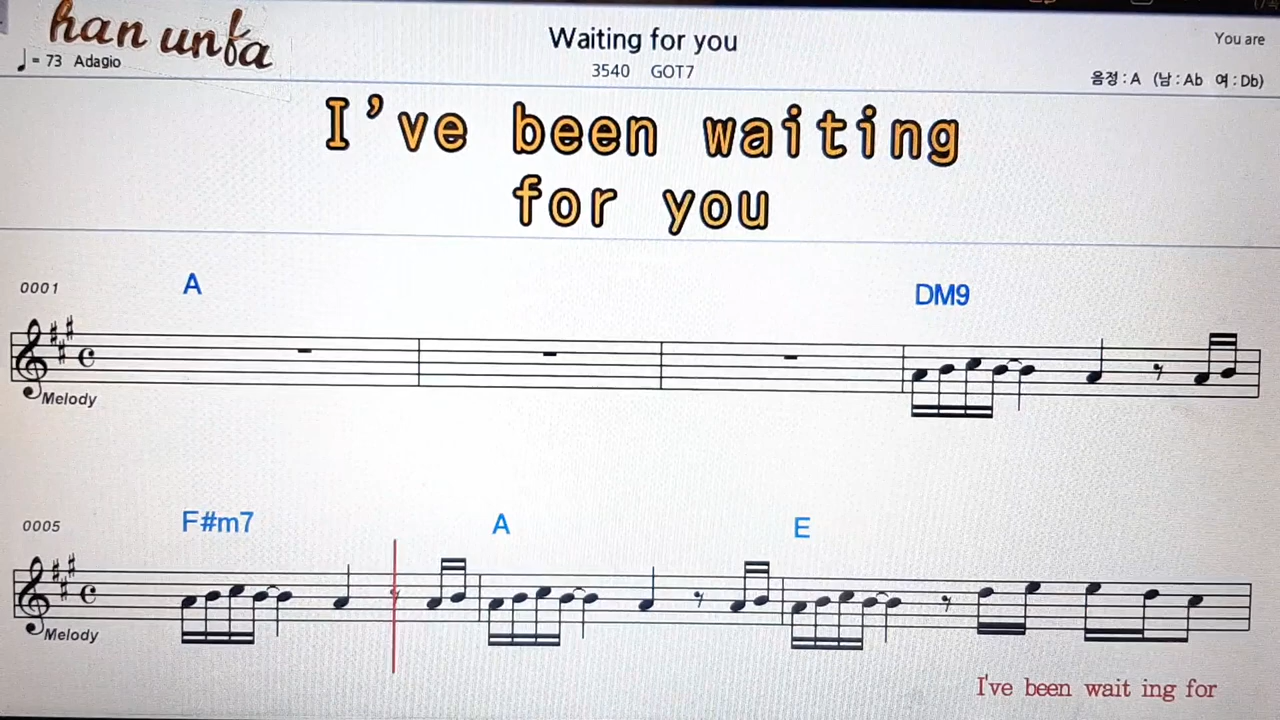 han unfa
Waiting for you
You are
♩= 73 Adagio
3540 GOT7
음정 : A (남 : Ab 여 : Db)
I've been waiting
for you
0001
A
DM9
Melody
0005
F#m7
A
E
Melody
I've been wait ing for